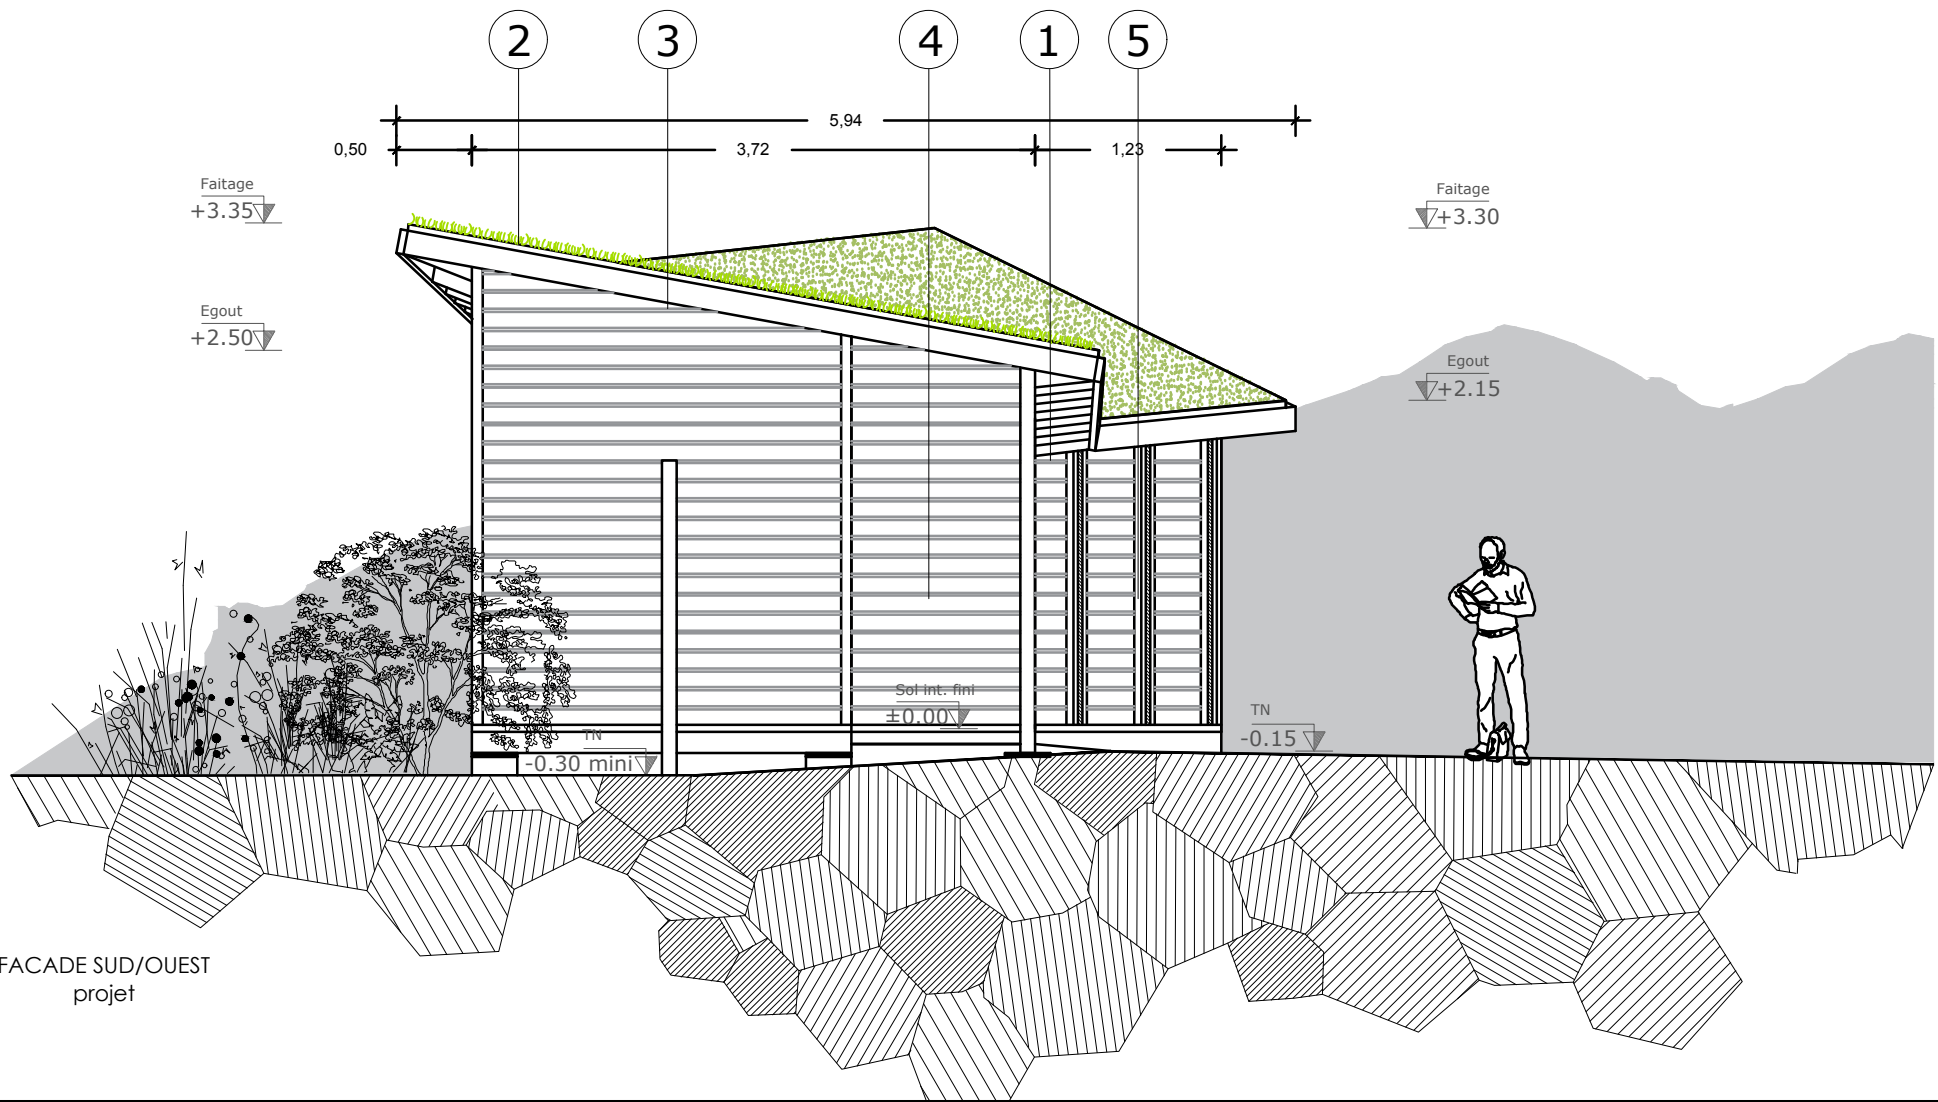 2 3 4 1 5
5,94
0,50 3,72 1,23
Faitage
+3.35
Faitage
+3.30
Egout
+2.50
Egout
+2.15
Sol int. fini
±0.00
TN
-0.15
TN
-0.30 mini
FACADE SUD/OUEST
projet